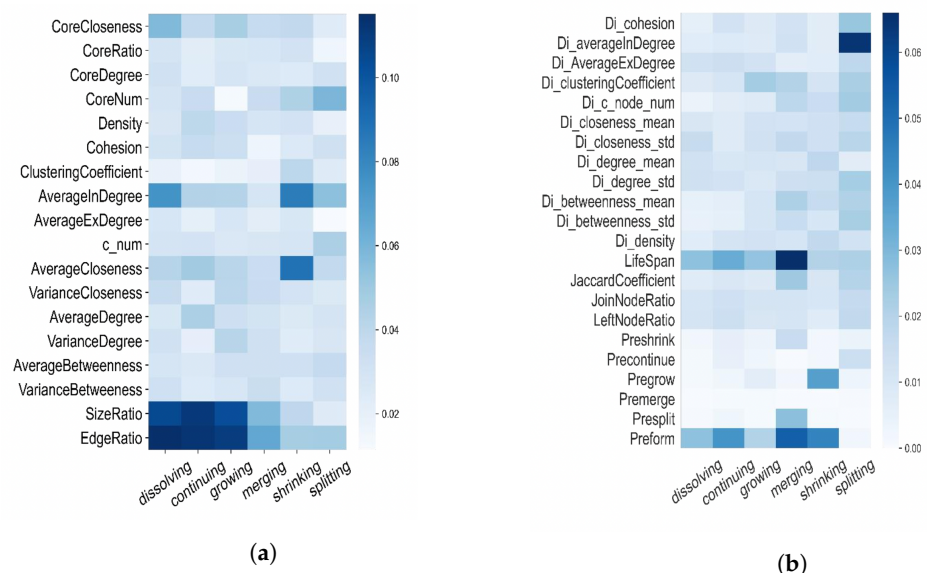 CoreCloseness
CoreRatio
CoreDegree
CoreNum
Density
Cohesion
ClusteringCoefficient
AverageInDegree
AverageExDegree
c_num
AverageCloseness
VarianceCloseness
AverageDegree
VarianceDegree
AverageBetweenness
VarianceBetweeness
SizeRatio
EdgeRatio
dissolving
continuing
growing
merging
shrinking
splitting
0.10
0.08
0.06
0.04
0.02
(a)
Di_cohesion
Di_averageInDegree
Di_AverageExDegree
Di_clusteringCoefficient
Di_c_node_num
Di_closeness_mean
Di_closeness_std
Di_degree_mean
Di_degree_std
Di_betweenness_mean
Di_betweenness_std
Di_density
LifeSpan
JaccardCoefficient
JoinNodeRatio
LeftNodeRatio
Preshrink
Precontinue
Pregrow
Premerge
Presplit
Preform
dissolving
continuing
growing
merging
shrinking
splitting
0.06
0.05
0.04
0.03
0.02
0.01
0.00
(b)